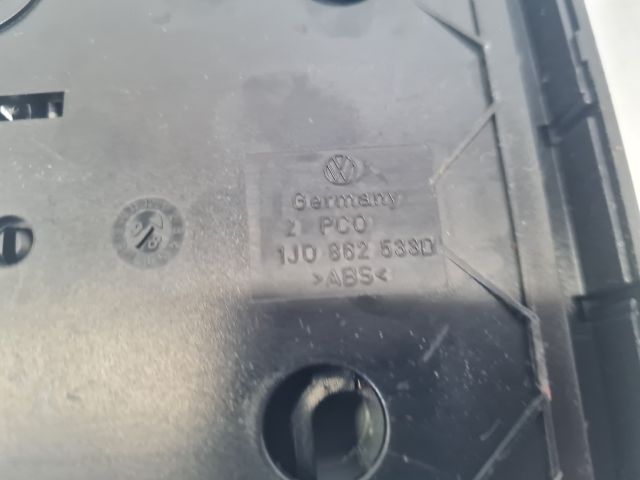 Germany
Z PCO
1J0 862 533D
>ABS<